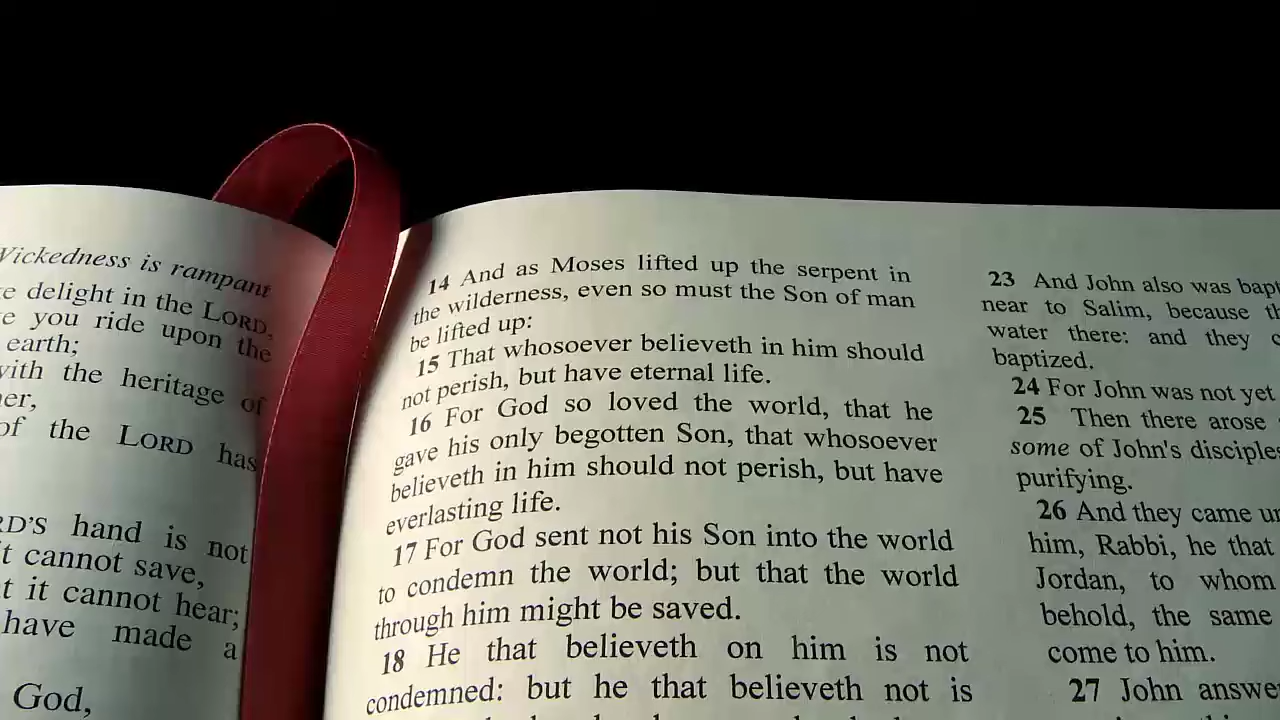 Wickedness is rampant
delight in the LORD,
you ride upon the
earth;
with the heritage of
of the LORD has
hand is not
it cannot save,
it cannot hear;
have made a
God,
14 And as Moses lifted up the serpent in
the wilderness, even so must the Son of man
be lifted up:
15 That whosoever believeth in him should
not perish, but have eternal life.
16 For God so loved the world, that he
gave his only begotten Son, that whosoever
believeth in him should not perish, but have
everlasting life.
17 For God sent not his Son into the world
to condemn the world; but that the world
through him might be saved.
18 He that believeth on him is not
condemned: but he that believeth not is
23 And John also was bapt
near to Salim, because th
water there: and they
baptized.
24 For John was not yet
25 Then there arose
some of John's disciples
purifying.
26 And they came un
him, Rabbi, he that
Jordan, to whom
behold, the same
come to him.
27 John answe